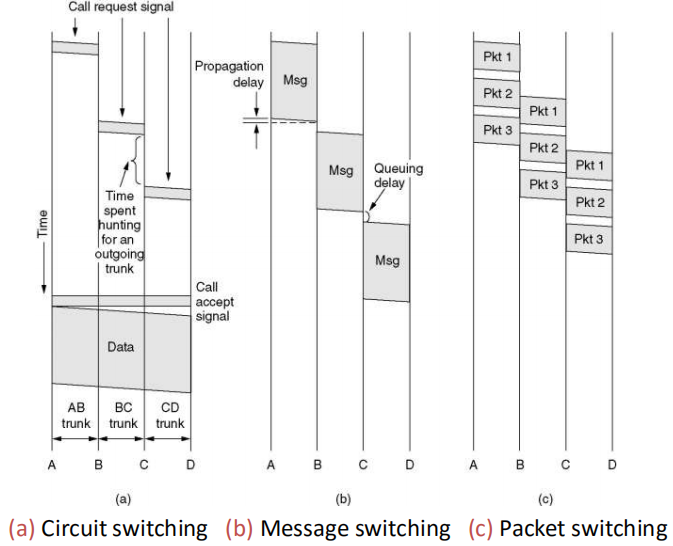 Call request signal
Time
Time
spent
hunting
for an
outgoing
trunk
Call
accept
signal
Data
AB
trunk
BC
trunk
CD
trunk
A
B
C
D
(a)
Propagation
delay
Msg
Msg
Queuing
delay
Msg
A
B
C
D
(b)
Pkt 1
Pkt 2
Pkt 3
Pkt 1
Pkt 2
Pkt 3
Pkt 1
Pkt 2
Pkt 3
A
B
C
D
(c)
(a) Circuit switching (b) Message switching (c) Packet switching